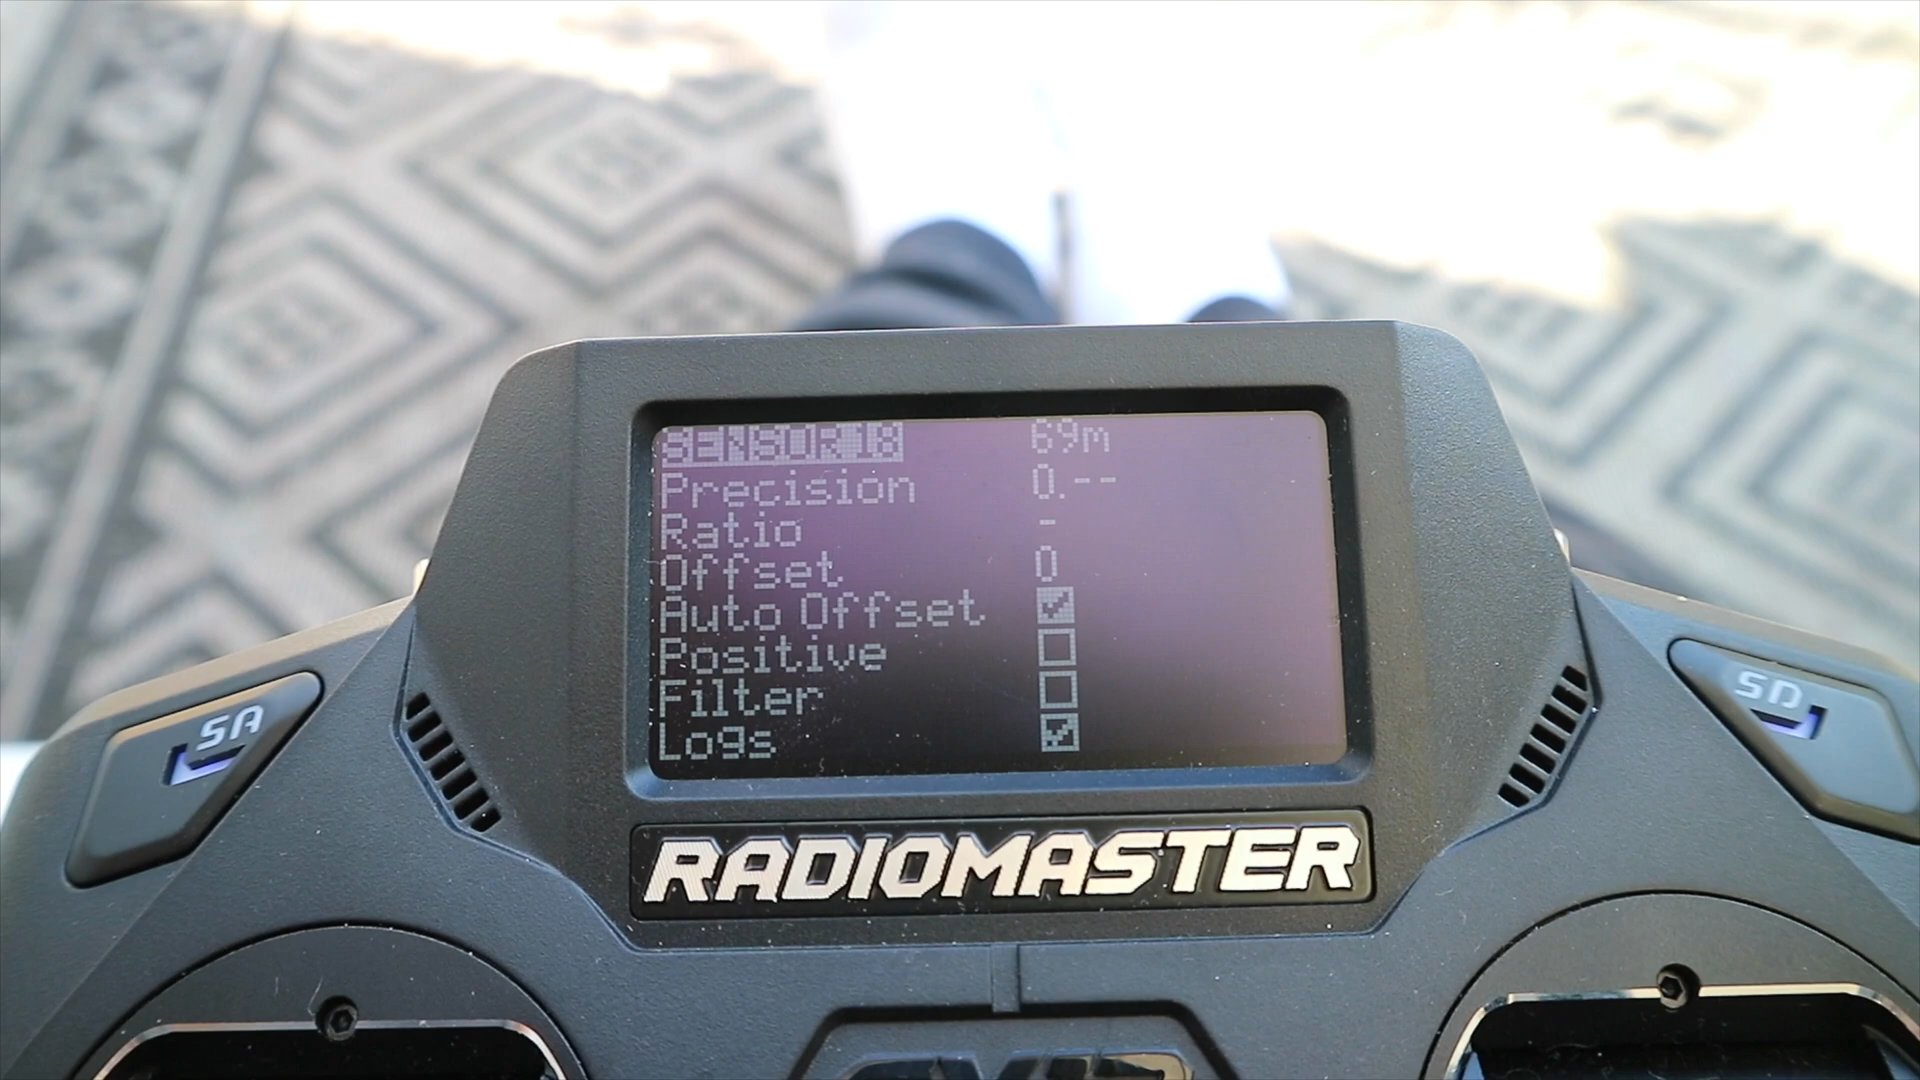 SENSOR18 69m
Precision 0.--
Ratio -
Offset 0
Auto Offset
Positive
Filter
Logs
SA
SD
RADIOMASTER